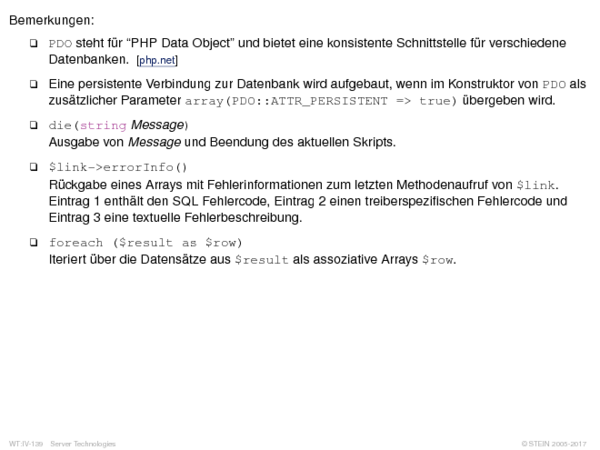 Bemerkungen:
❑ PDO steht für “PHP Data Object” und bietet eine konsistente Schnittstelle für verschiedene
Datenbanken. [php.net]
❑ Eine persistente Verbindung zur Datenbank wird aufgebaut, wenn im Konstruktor von PDO als
zusätzlicher Parameter array(PDO::ATTR_PERSISTENT => true) übergeben wird.
❑ die(string Message)
Ausgabe von Message und Beendung des aktuellen Skripts.
❑ $link->errorInfo()
Rückgabe eines Arrays mit Fehlerinformationen zum letzten Methodenaufruf von $link.
Eintrag 1 enthält den SQL Fehlercode, Eintrag 2 einen treiberspezifischen Fehlercode und
Eintrag 3 eine textuelle Fehlerbeschreibung.
❑ foreach ($result as $row)
Iteriert über die Datensätze aus $result als assoziative Arrays $row.
WT:IV-139 Server Technologies © STEIN 2005-2017